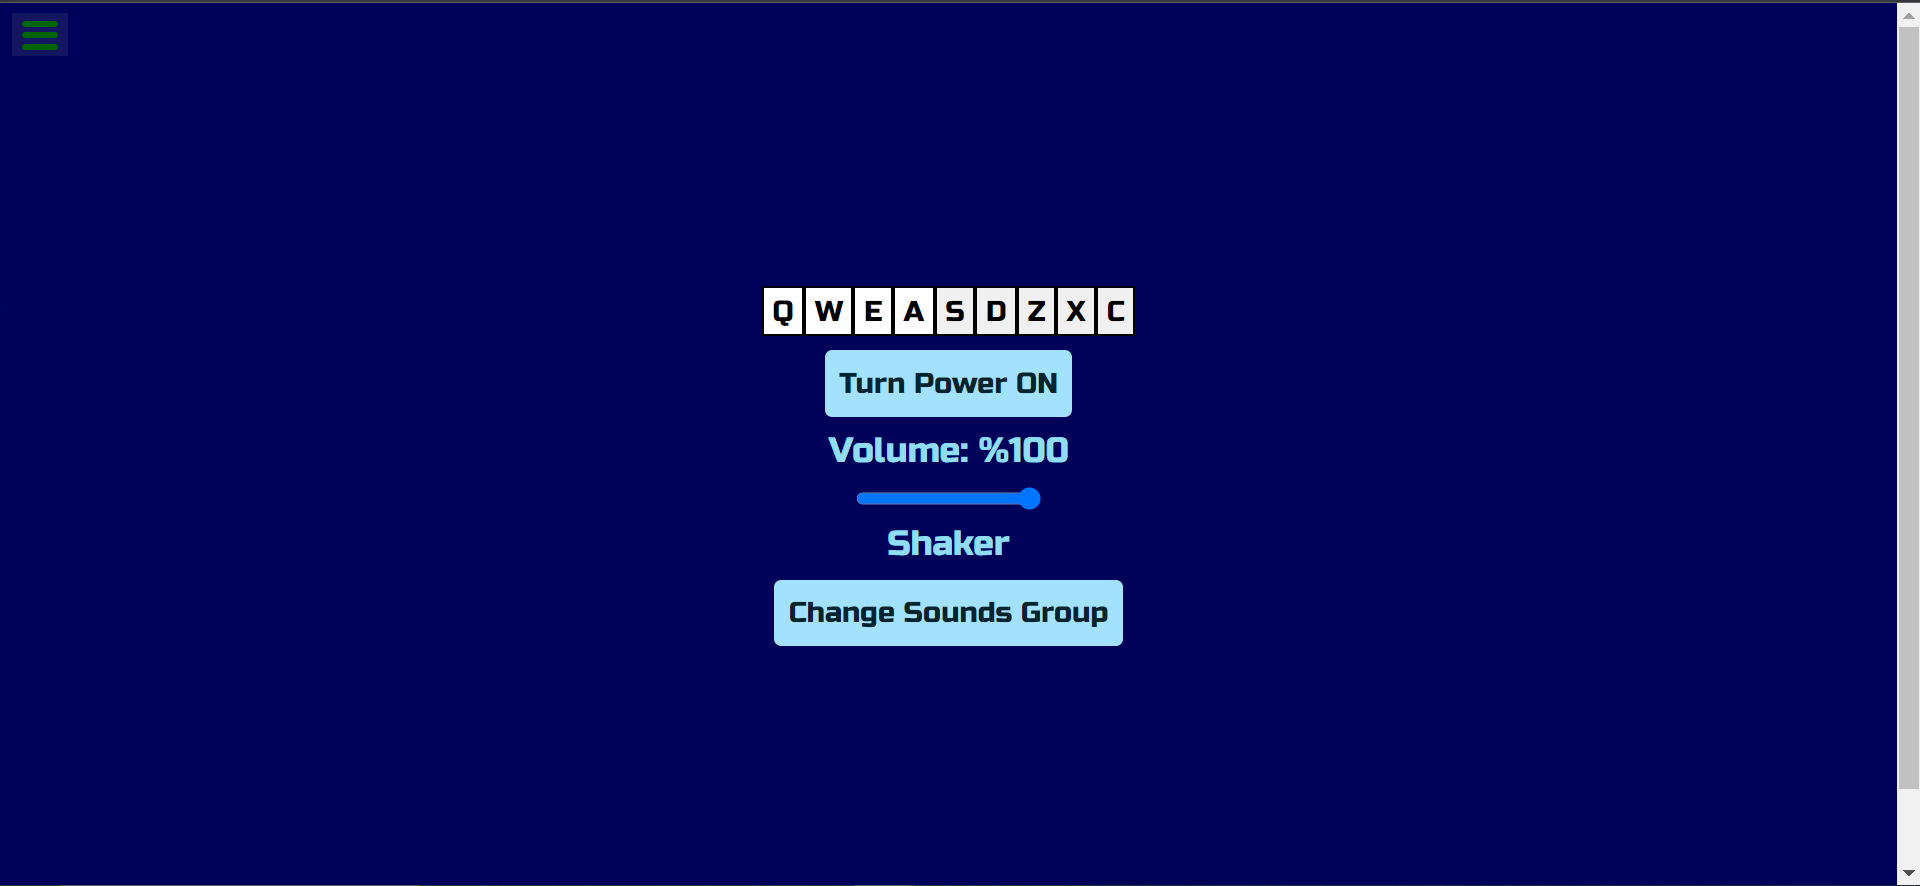 Q W E A S D Z X C
Turn Power ON
Volume: %100
Shaker
Change Sounds Group